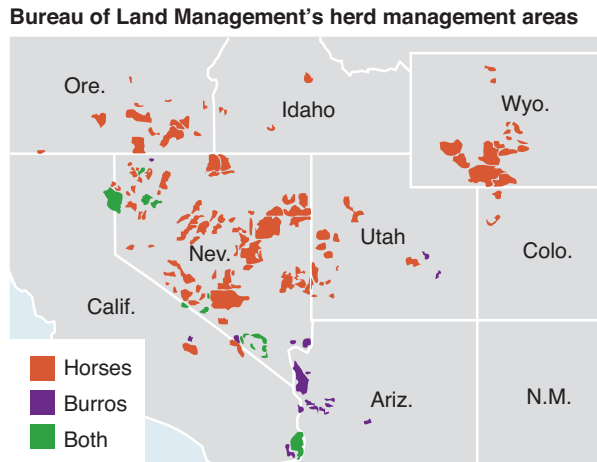 Bureau of Land Management's herd management areas
Ore.
Idaho
Wyo.
Nev.
Utah
Colo.
Calif.
Ariz.
N.M.
Horses
Burros
Both